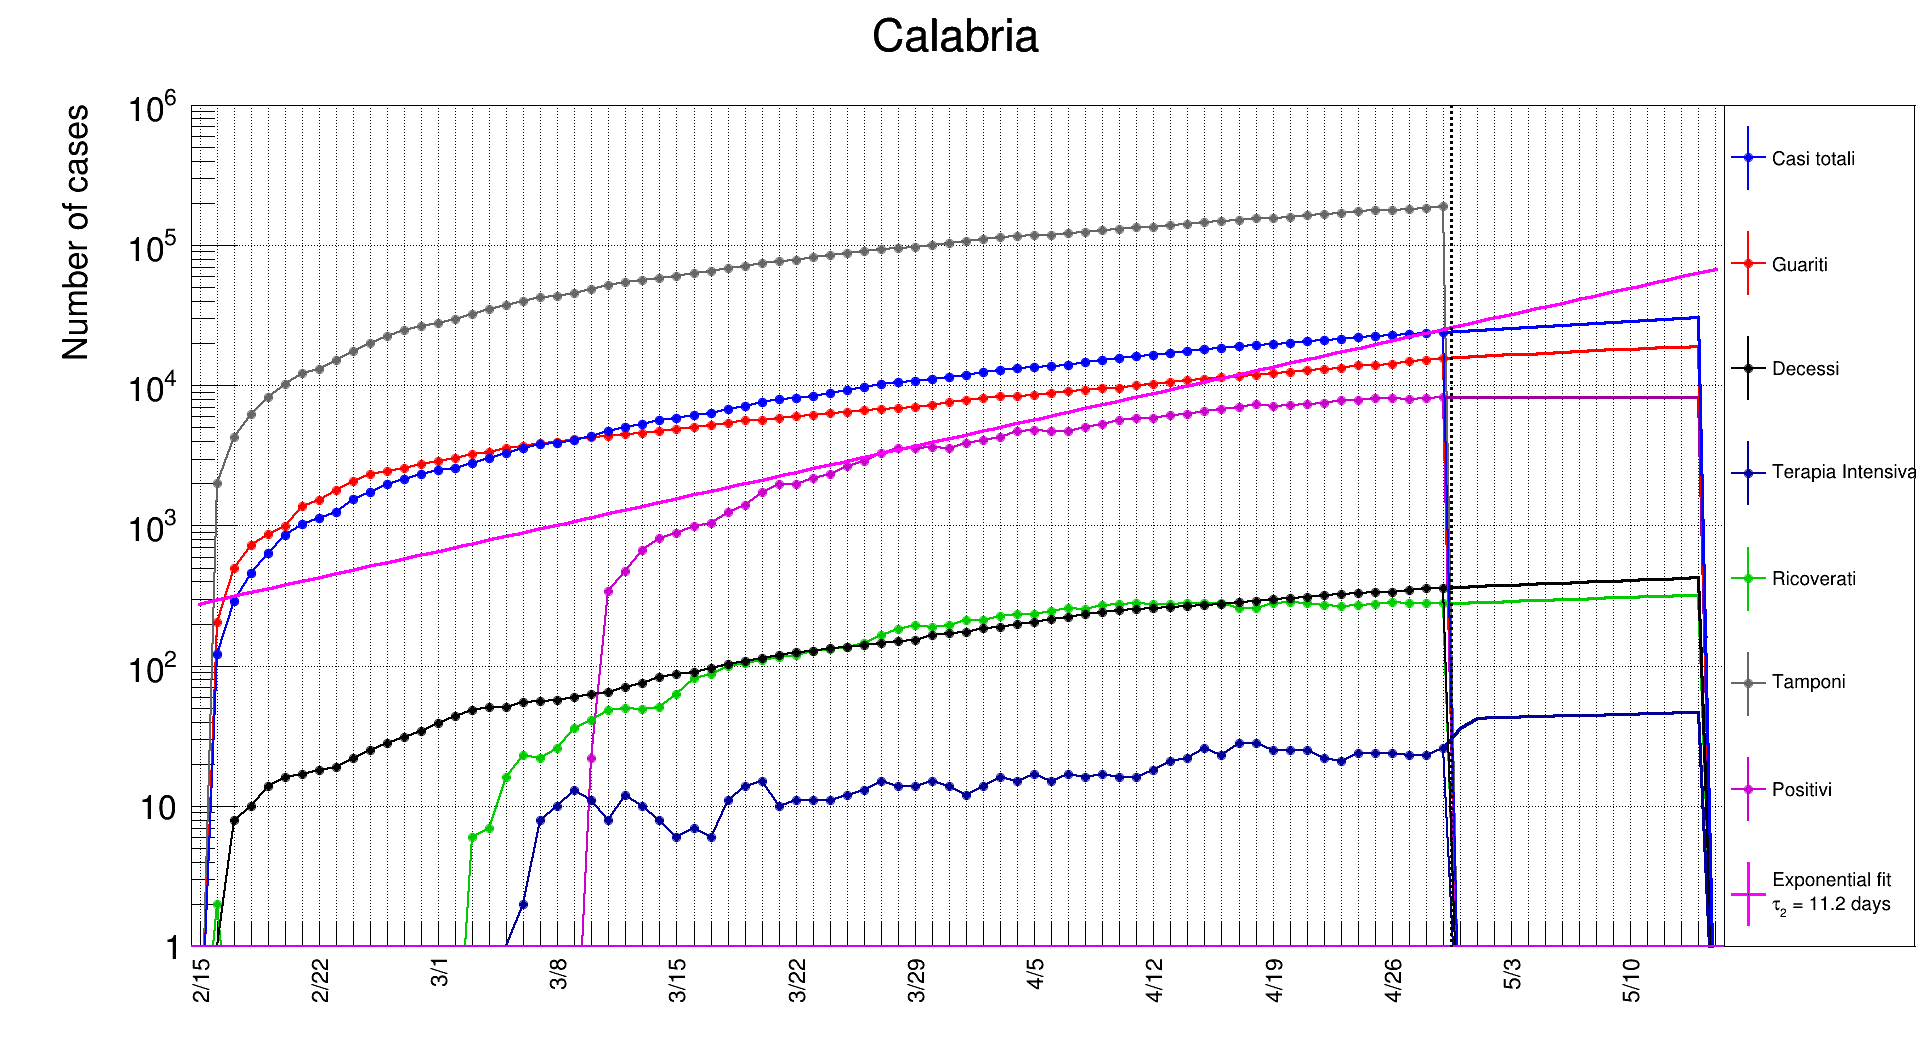 Calabria
Number of cases
10^6
10^5
10^4
10^3
10^2
10
1
2/15
2/22
3/1
3/8
3/15
3/22
3/29
4/5
4/12
4/19
4/26
5/3
5/10
Casi totali
Guariti
Decessi
Terapia Intensiva
Ricoverati
Tamponi
Positivi
Exponential fit
τ₂ = 11.2 days